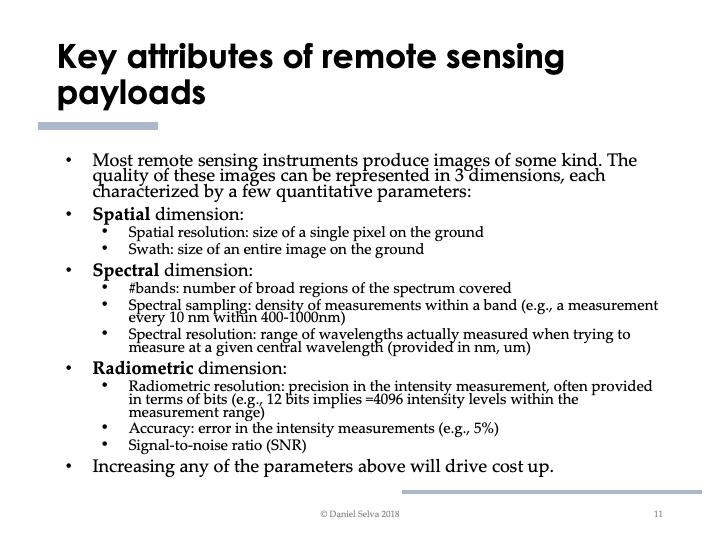 Key attributes of remote sensing
payloads
• Most remote sensing instruments produce images of some kind. The
quality of these images can be represented in 3 dimensions, each
characterized by a few quantitative parameters:
• Spatial dimension:
• Spatial resolution: size of a single pixel on the ground
• Swath: size of an entire image on the ground
• Spectral dimension:
• #bands: number of broad regions of the spectrum covered
• Spectral sampling: density of measurements within a band (e.g., a measurement
every 10 nm within 400-1000nm)
• Spectral resolution: range of wavelengths actually measured when trying to
measure at a given central wavelength (provided in nm, um)
• Radiometric dimension:
• Radiometric resolution: precision in the intensity measurement, often provided
in terms of bits (e.g., 12 bits implies =4096 intensity levels within the
measurement range)
• Accuracy: error in the intensity measurements (e.g., 5%)
• Signal-to-noise ratio (SNR)
• Increasing any of the parameters above will drive cost up.
© Daniel Selva 2018
11